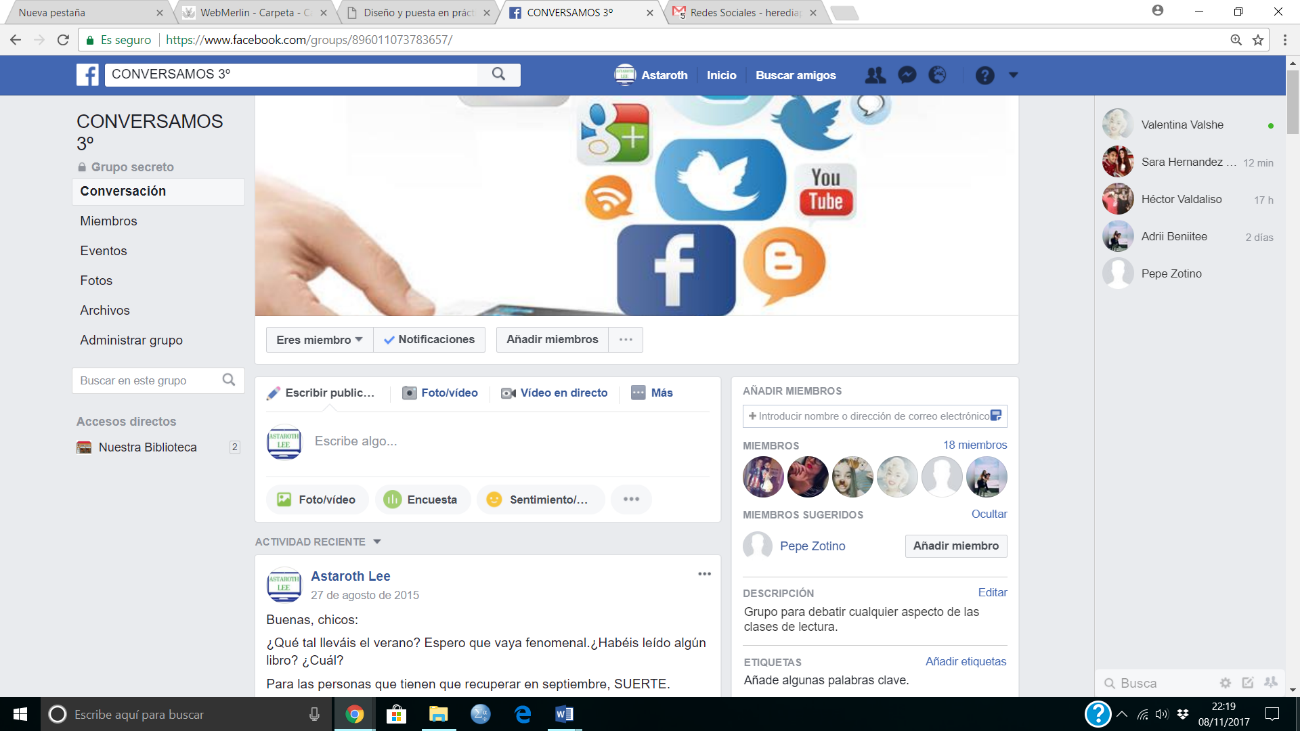 Nueva pestaña
WebMerlin - Carpeta - C
Diseño y puesta en práct
CONVERSAMOS 3º
Redes Sociales - heredia
Es seguro
https://www.facebook.com/groups/896011073783657/
CONVERSAMOS 3º
Astaroth
Inicio
Buscar amigos
CONVERSAMOS
3º
Grupo secreto
Conversación
Miembros
Eventos
Fotos
Archivos
Administrar grupo
Buscar en este grupo
Accesos directos
Nuestra Biblioteca 2
You
Tube
Eres miembro
Notificaciones
Añadir miembros
Escribir public...
Foto/vídeo
Vídeo en directo
Más
ASTAROTH
LEE
Escribe algo...
Foto/vídeo
Encuesta
Sentimiento/...
ACTIVIDAD RECIENTE
ASTAROTH
LEE
Astaroth Lee
27 de agosto de 2015
Buenas, chicos:
¿Qué tal lleváis el verano? Espero que vaya fenomenal.¿Habéis leído algún
libro? ¿Cuál?
Para las personas que tienen que recuperar en septiembre, SUERTE.
AÑADIR MIEMBROS
Introducir nombre o dirección de correo electrónico
MIEMBROS
18 miembros
MIEMBROS SUGERIDOS
Ocultar
Pepe Zotino
Añadir miembro
DESCRIPCIÓN
Editar
Grupo para debatir cualquier aspecto de las
clases de lectura.
ETIQUETAS
Añadir etiquetas
Añade algunas palabras clave.
Valentina Valshe
Sara Hernandez ... 12 min
Héctor Valdaliso 17 h
Adrii Beniitee 2 días
Pepe Zotino
Busca
Escribe aquí para buscar
22:19
08/11/2017